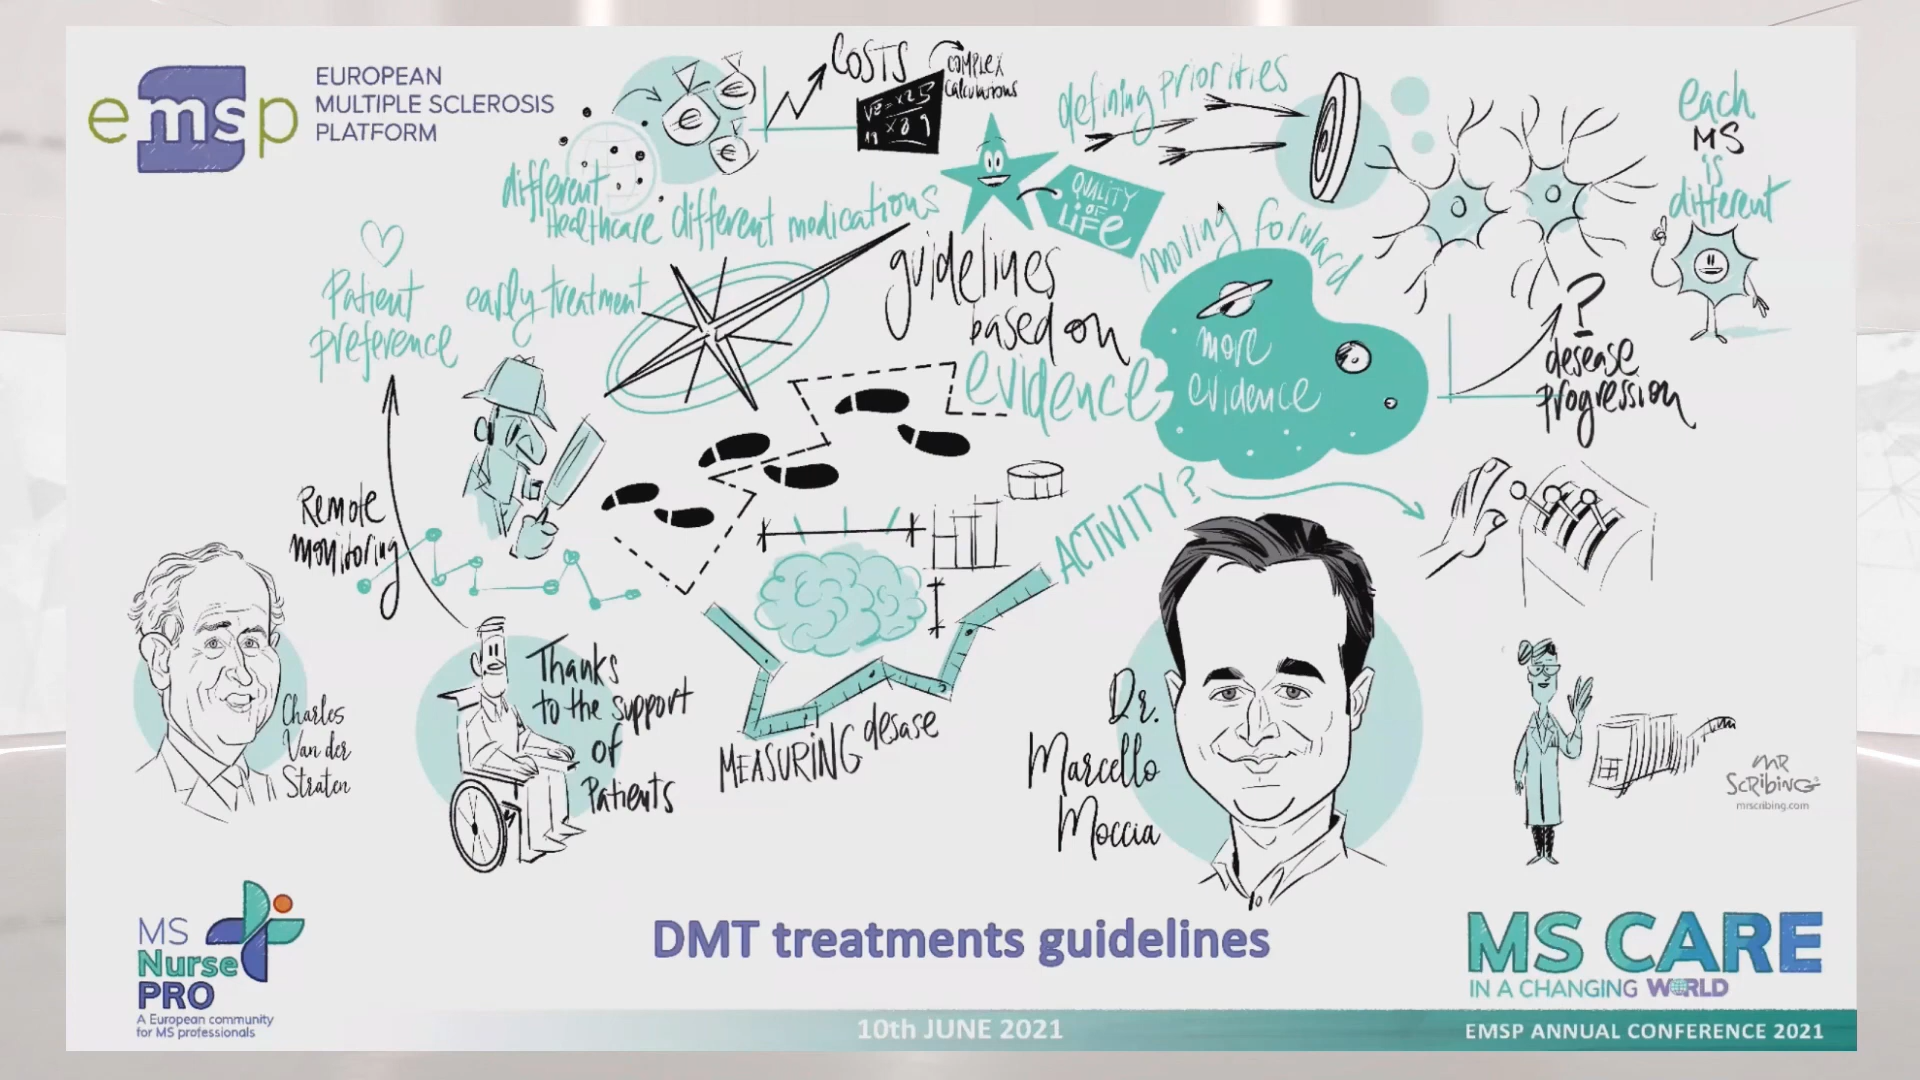 emsp
EUROPEAN
MULTIPLE SCLEROSIS
PLATFORM
COSTS
COMPLEX
calculations
defining priorities
each
MS
is
different
different
Healthcare
different medications
QUALITY
OF
LiFE
moving forward
Patient
preference
early treatment
guidelines
based on
evidence
more
evidence
?
desease
progression
Remote
monitoring
ACTIVITY?
Charles
Van der
Straten
Thanks
to the support
of
Patients
MEASURING desase
Dr.
Marcello
Moccia
MR
SCRiBiNG
mrscribing.com
MS
Nurse
PRO
A European community
for MS professionals
DMT treatments guidelines
MS CARE
IN A CHANGING WORLD
10th JUNE 2021
EMSP ANNUAL CONFERENCE 2021